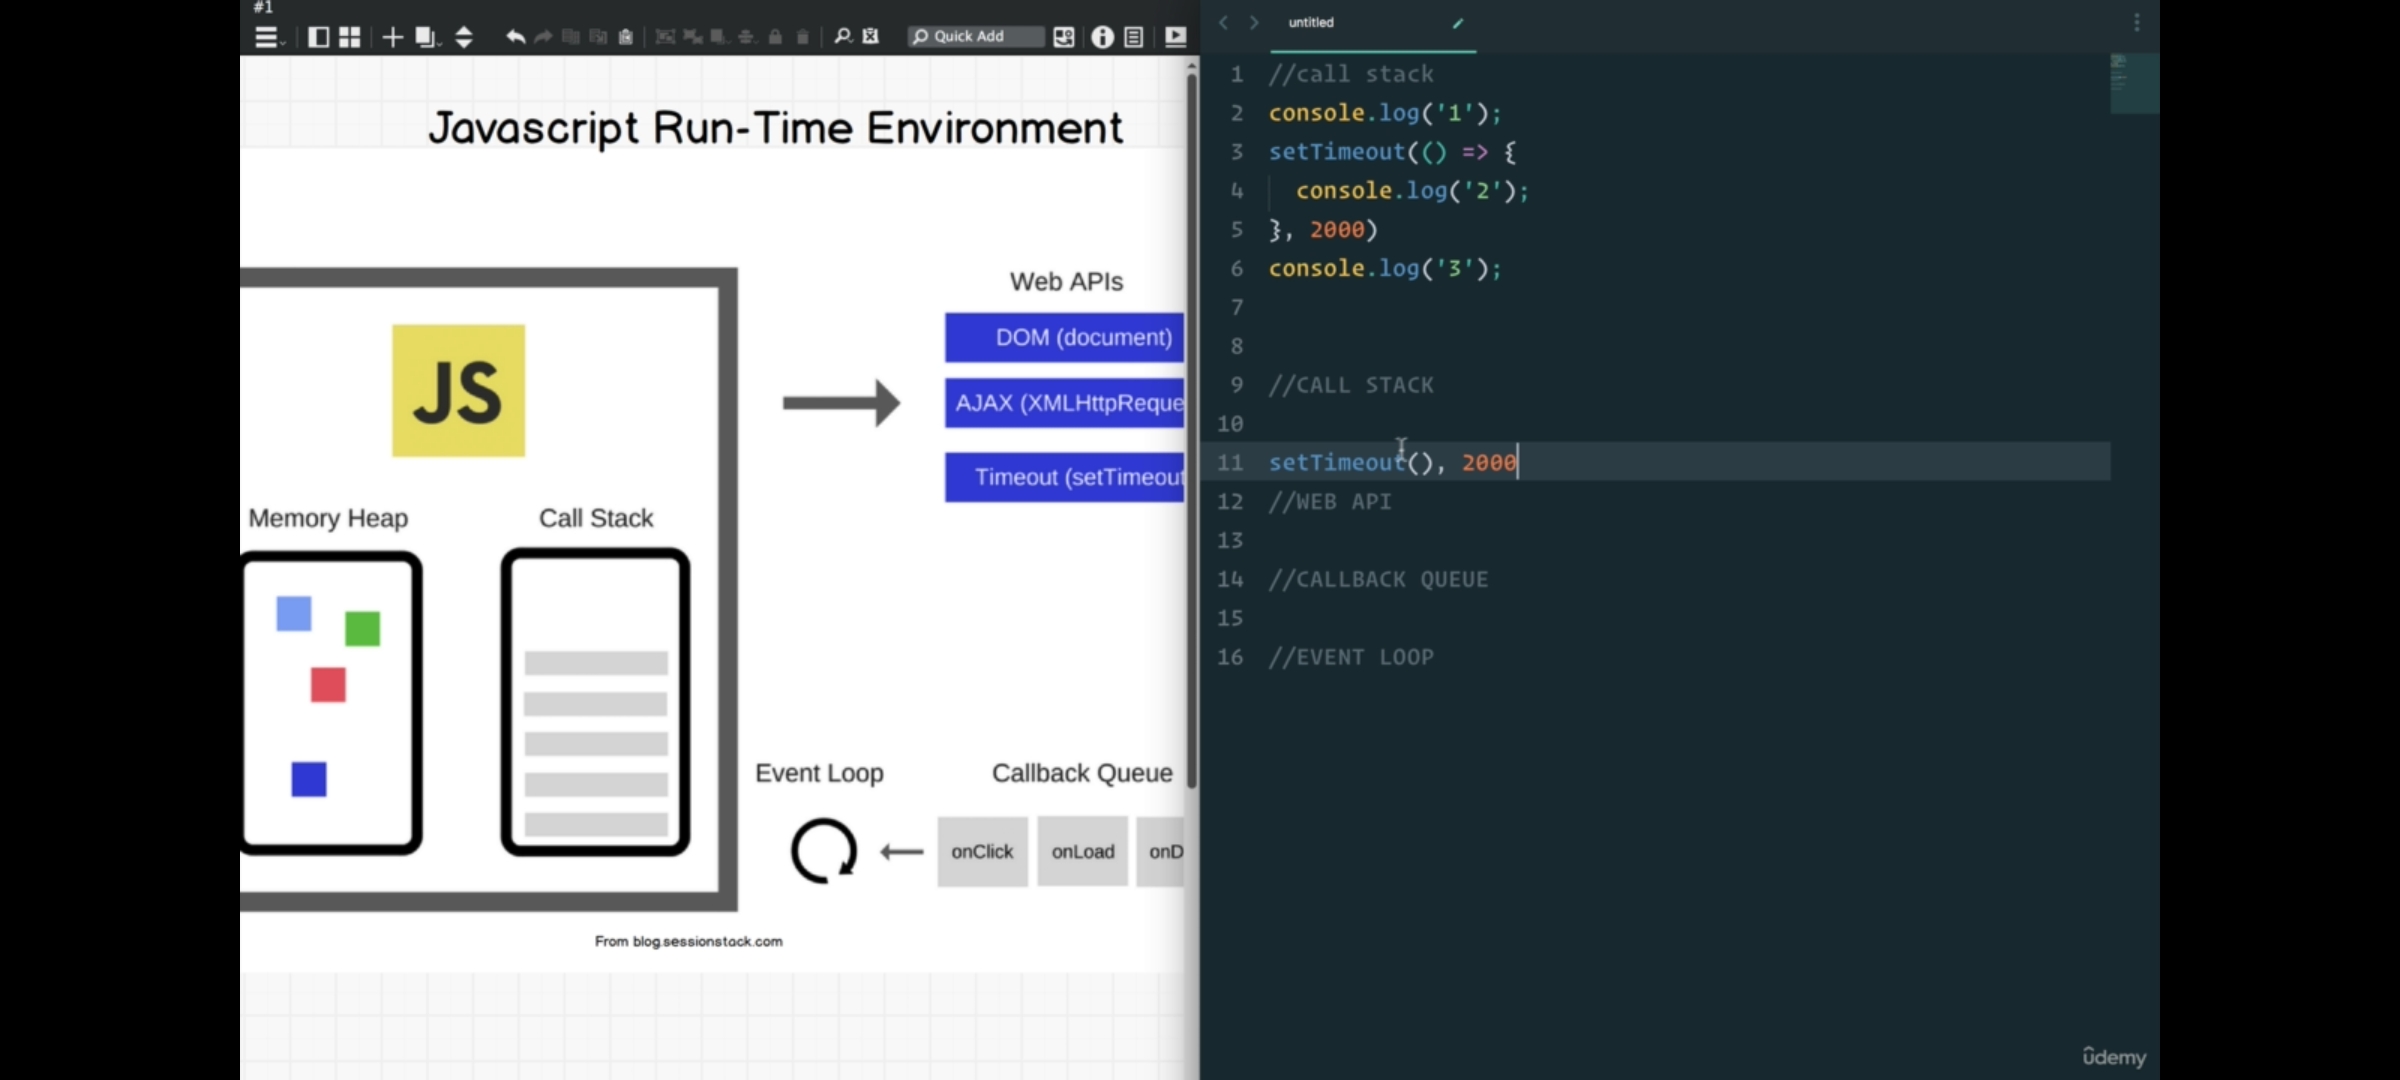 #1
Quick Add
Javascript Run-Time Environment
Web APIs
DOM (document)
AJAX (XMLHttpReque
Timeout (setTimeout
JS
Memory Heap
Call Stack
Event Loop
Callback Queue
onClick
onLoad
onD
From blog.sessionstack.com
untitled
1 //call stack
2 console.log('1');
3 setTimeout(() => {
4 console.log('2');
5 }, 2000)
6 console.log('3');
7
8
9 //CALL STACK
10
11 setTimeout(), 2000
12 //WEB API
13
14 //CALLBACK QUEUE
15
16 //EVENT LOOP
ûdemy